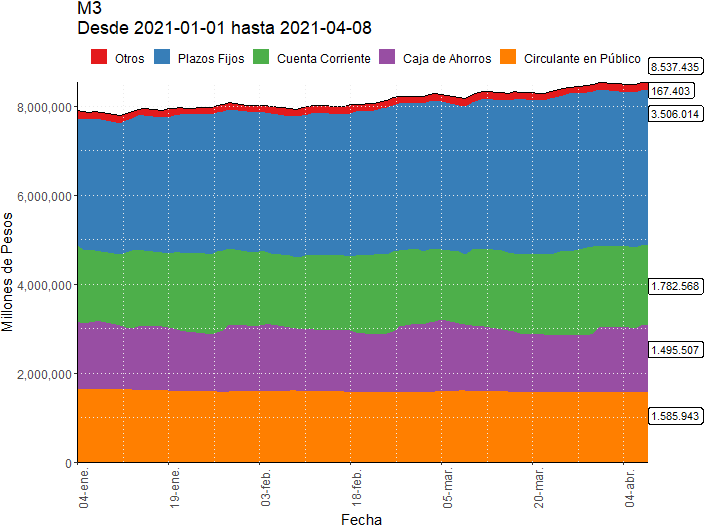 M3
Desde 2021-01-01 hasta 2021-04-08
Otros Plazos Fijos Cuenta Corriente Caja de Ahorros Circulante en Público
8.537.435
167.403
3.506.014
1.782.568
1.495.507
1.585.943
8,000,000
6,000,000
4,000,000
2,000,000
0
Millones de Pesos
04-ene.
19-ene.
03-feb.
18-feb.
05-mar.
20-mar.
04-abr.
Fecha